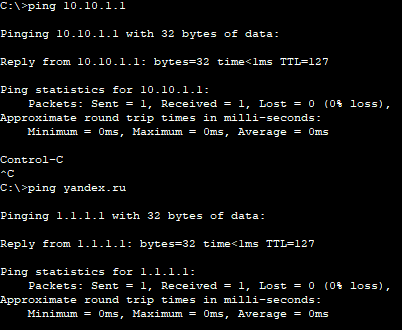 C:\>ping 10.10.1.1
Pinging 10.10.1.1 with 32 bytes of data:
Reply from 10.10.1.1: bytes=32 time<1ms TTL=127
Ping statistics for 10.10.1.1:
Packets: Sent = 1, Received = 1, Lost = 0 (0% loss),
Approximate round trip times in milli-seconds:
Minimum = 0ms, Maximum = 0ms, Average = 0ms
Control-C
^C
C:\>ping yandex.ru
Pinging 1.1.1.1 with 32 bytes of data:
Reply from 1.1.1.1: bytes=32 time<1ms TTL=127
Ping statistics for 1.1.1.1:
Packets: Sent = 1, Received = 1, Lost = 0 (0% loss),
Approximate round trip times in milli-seconds:
Minimum = 0ms, Maximum = 0ms, Average = 0ms